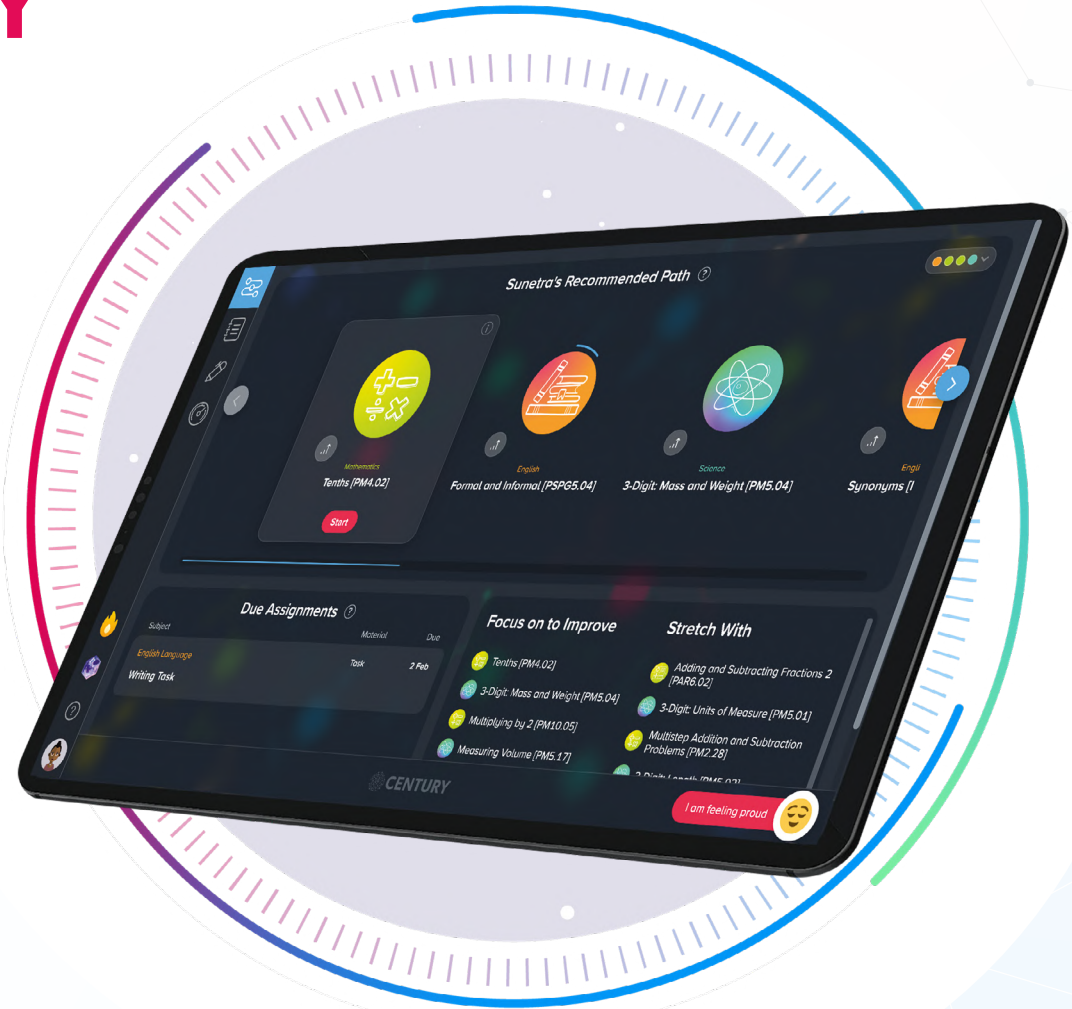 Y
Sunetra's Recommended Path ?
Mathematics
Tenths [PM4.02]
Start
English
Formal and Informal [PSPG5.04]
Science
3-Digit: Mass and Weight [PM5.04]
Engli
Synonyms [I
Due Assignments ?
Subject Material Due
English Language
Writing Task Task 2 Feb
Focus on to Improve
Tenths [PM4.02]
3-Digit: Mass and Weight [PM5.04]
Multiplying by 2 [PM10.05]
Measuring Volume [PM5.17]
Stretch With
Adding and Subtracting Fractions 2
[PAR6.02]
3-Digit: Units of Measure [PM5.01]
Multistep Addition and Subtraction
Problems [PM2.28]
CENTURY
I am feeling proud